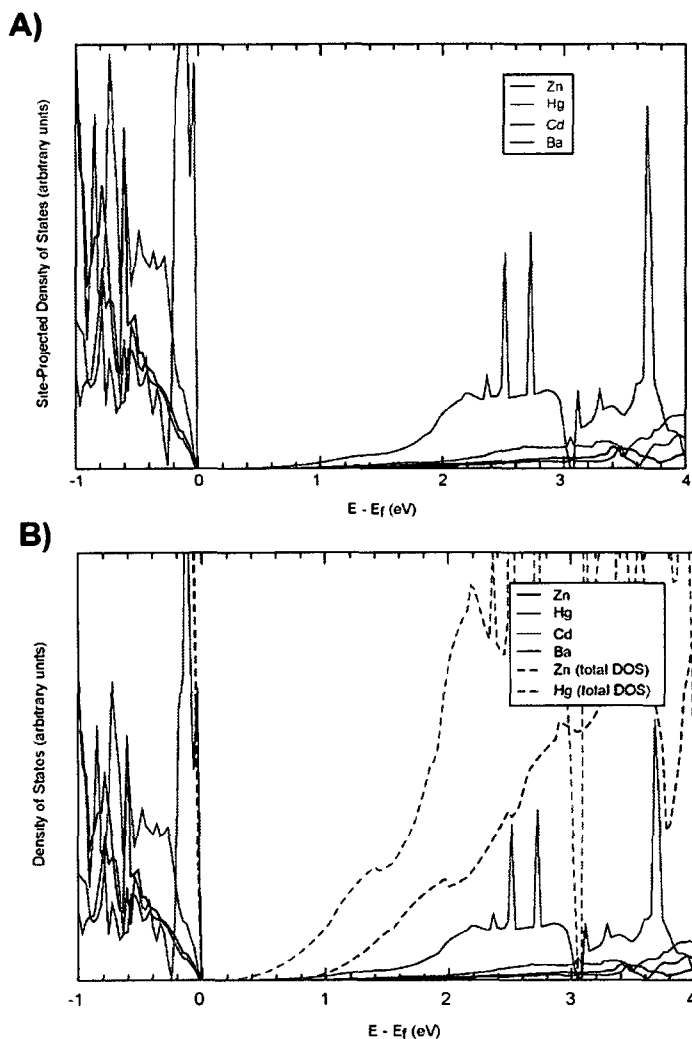 A)
Site-Projected Density of States (arbitrary units)
Zn
Hg
Cd
Ba
-1
0
1
2
3
4
E - Ef (eV)
B)
Density of States (arbitrary units)
Zn
Hg
Cd
Ba
Zn (total DOS)
Hg (total DOS)
-1
0
1
2
3
4
E - Ef (eV)